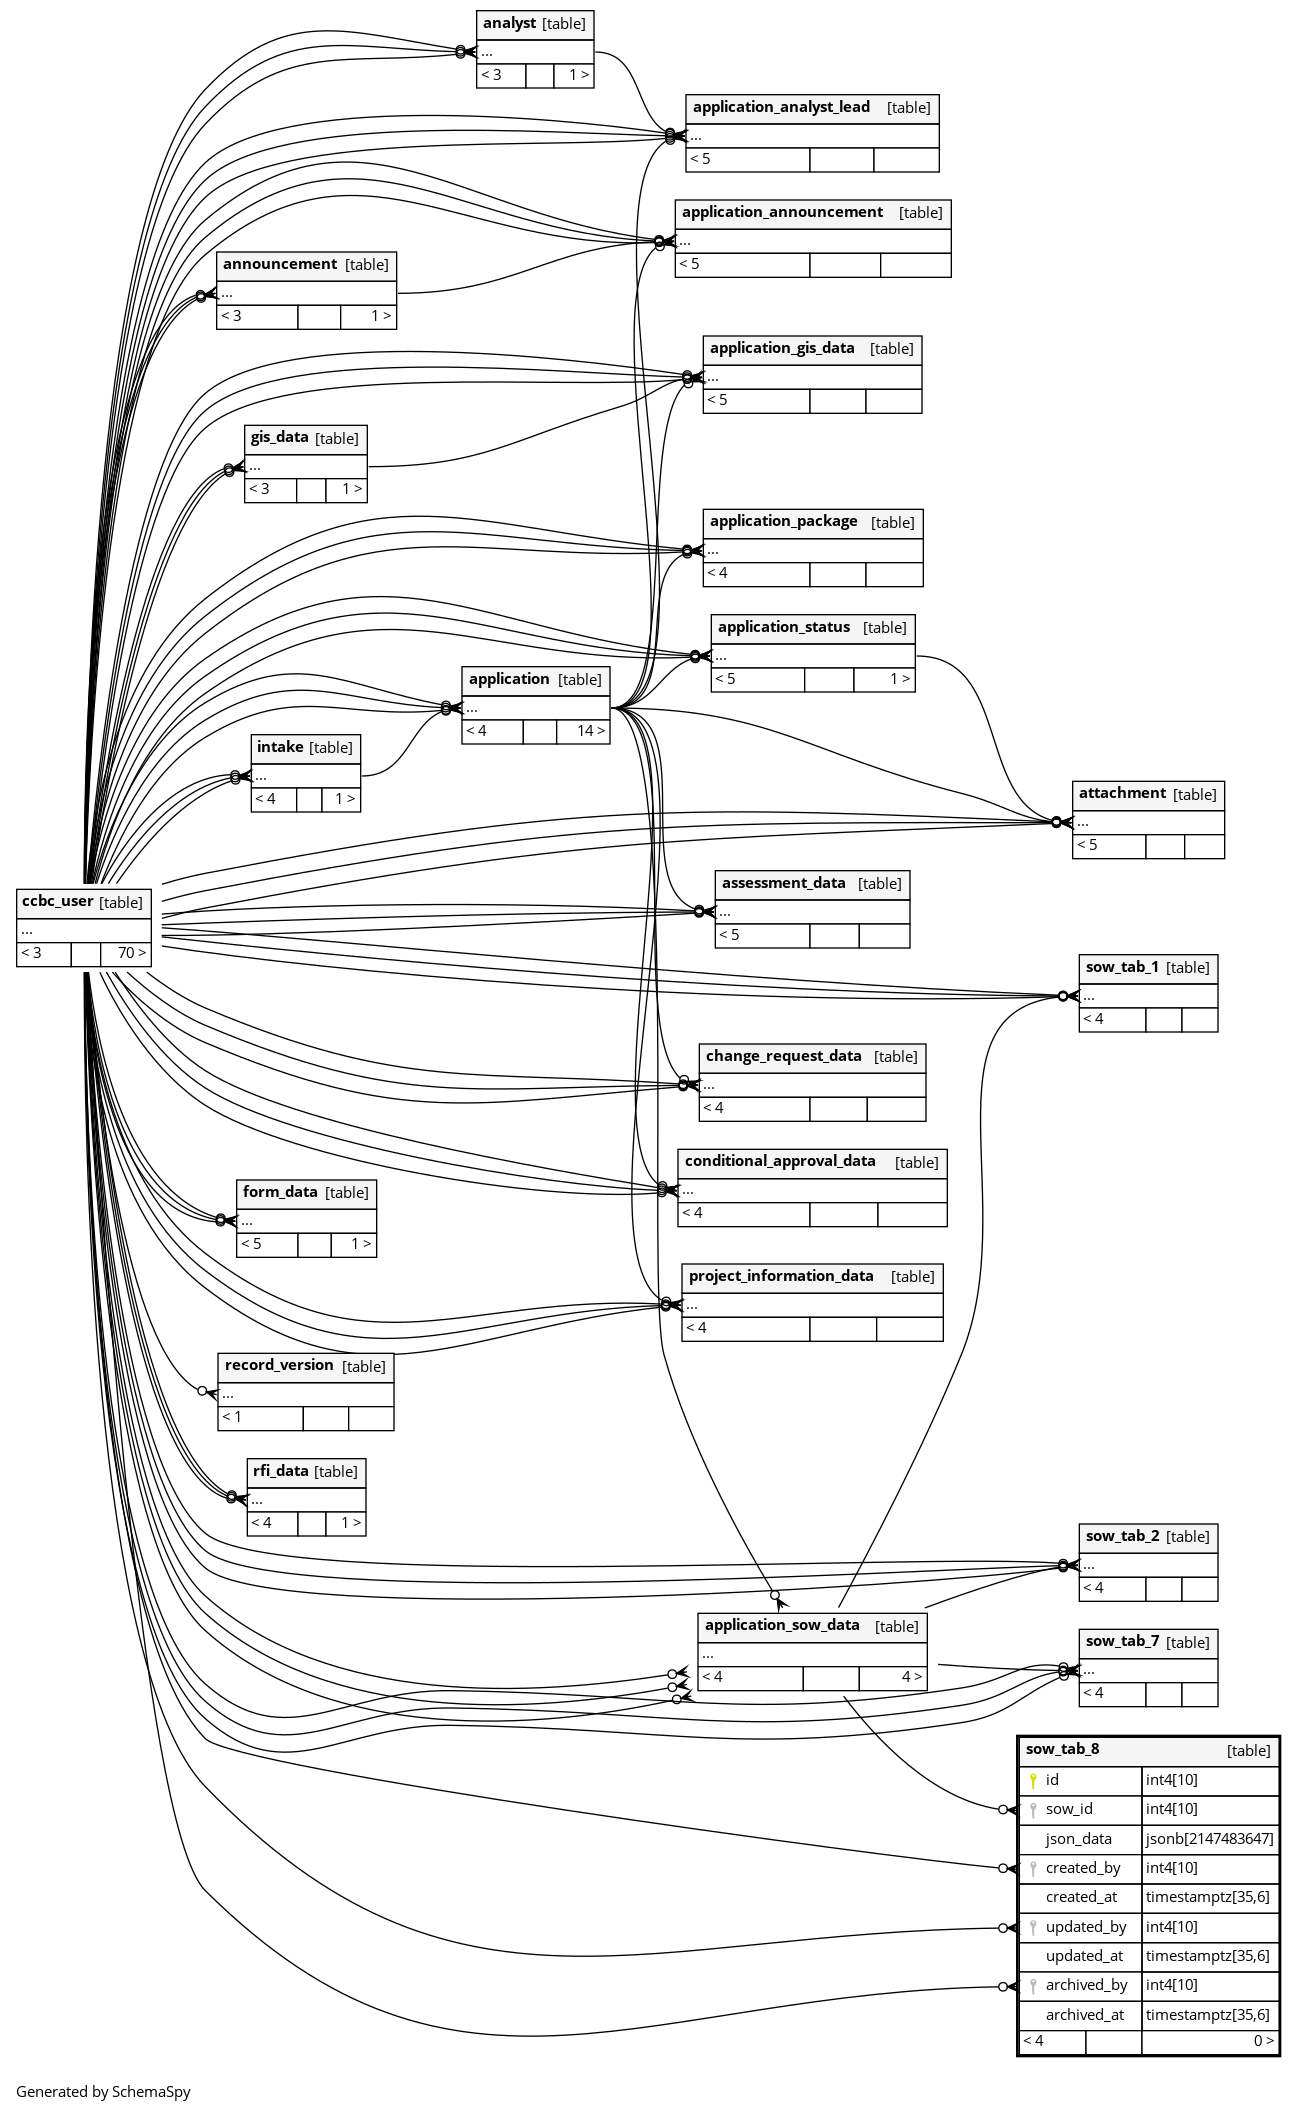 analyst [table]
...
< 3 1 >
application_analyst_lead [table]
...
< 5
application_announcement [table]
...
< 5
announcement [table]
...
< 3 1 >
application_gis_data [table]
...
< 5
gis_data [table]
...
< 3 1 >
application_package [table]
...
< 4
application_status [table]
...
< 5 1 >
application [table]
...
< 4 14 >
intake [table]
...
< 4 1 >
attachment [table]
...
< 5
assessment_data [table]
...
< 5
ccbc_user [table]
...
< 3 70 >
sow_tab_1 [table]
...
< 4
change_request_data [table]
...
< 4
conditional_approval_data [table]
...
< 4
form_data [table]
...
< 5 1 >
project_information_data [table]
...
< 4
record_version [table]
...
< 1
rfi_data [table]
...
< 4 1 >
sow_tab_2 [table]
...
< 4
application_sow_data [table]
...
< 4 4 >
sow_tab_7 [table]
...
< 4
sow_tab_8 [table]
id int4[10]
sow_id int4[10]
json_data jsonb[2147483647]
created_by int4[10]
created_at timestamptz[35,6]
updated_by int4[10]
updated_at timestamptz[35,6]
archived_by int4[10]
archived_at timestamptz[35,6]
< 4 0 >
Generated by SchemaSpy